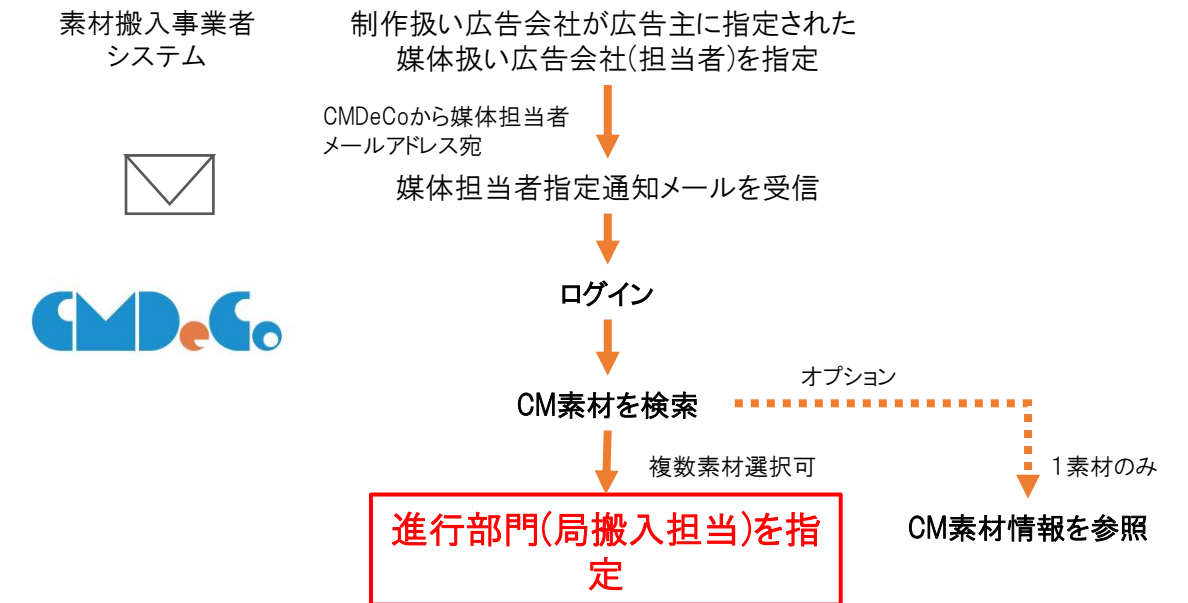 素材搬入事業者
システム
制作扱い広告会社が広告主に指定された
媒体扱い広告会社(担当者)を指定
CMDeCoから媒体担当者
メールアドレス宛
媒体担当者指定通知メールを受信
CMDeCo
ログイン
オプション
CM素材を検索
複数素材選択可
1素材のみ
進行部門(局搬入担当)を指
定
CM素材情報を参照